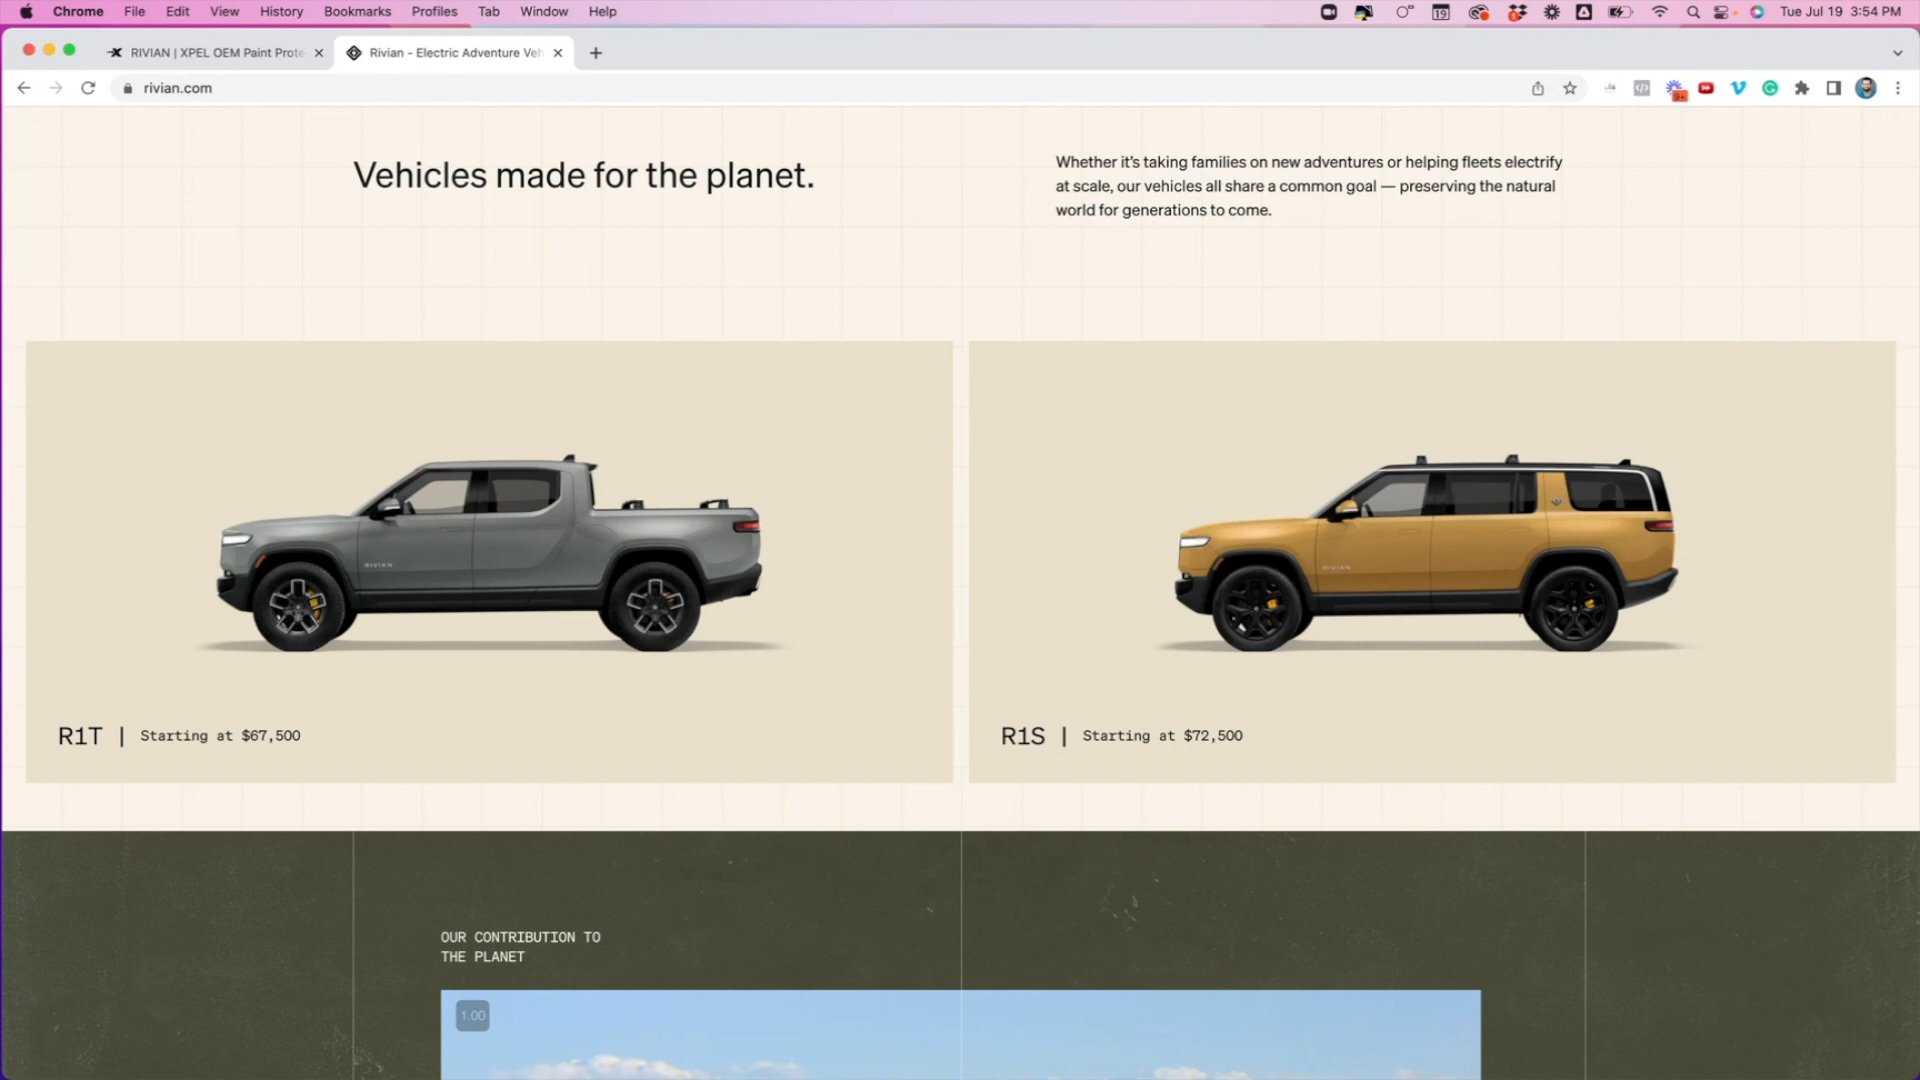 Chrome File Edit View History Bookmarks Profiles Tab Window Help
19
Tue Jul 19 3:54 PM
RIVIAN | XPEL OEM Paint Prote
Rivian - Electric Adventure Veh
rivian.com
Vehicles made for the planet.
Whether it's taking families on new adventures or helping fleets electrify
at scale, our vehicles all share a common goal — preserving the natural
world for generations to come.
RIVIAN
RIVIAN
R1T | Starting at $67,500
R1S | Starting at $72,500
OUR CONTRIBUTION TO
THE PLANET
1.00